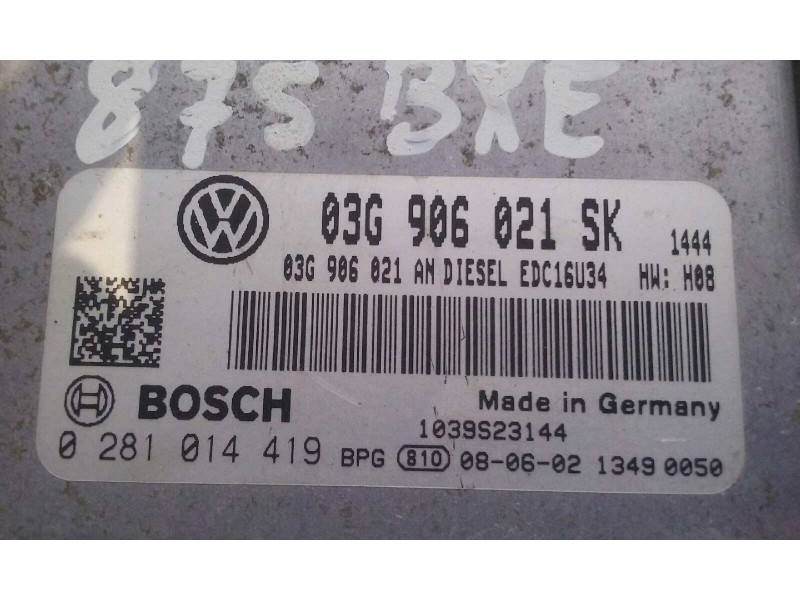 875 BXE
VW 03G 906 021 SK 1444
03G 906 021 AN DIESEL EDC16U34 HW: H08
BOSCH Made in Germany
1039S23144
0 281 014 419 BPG 810 08-06-02 1349 0050